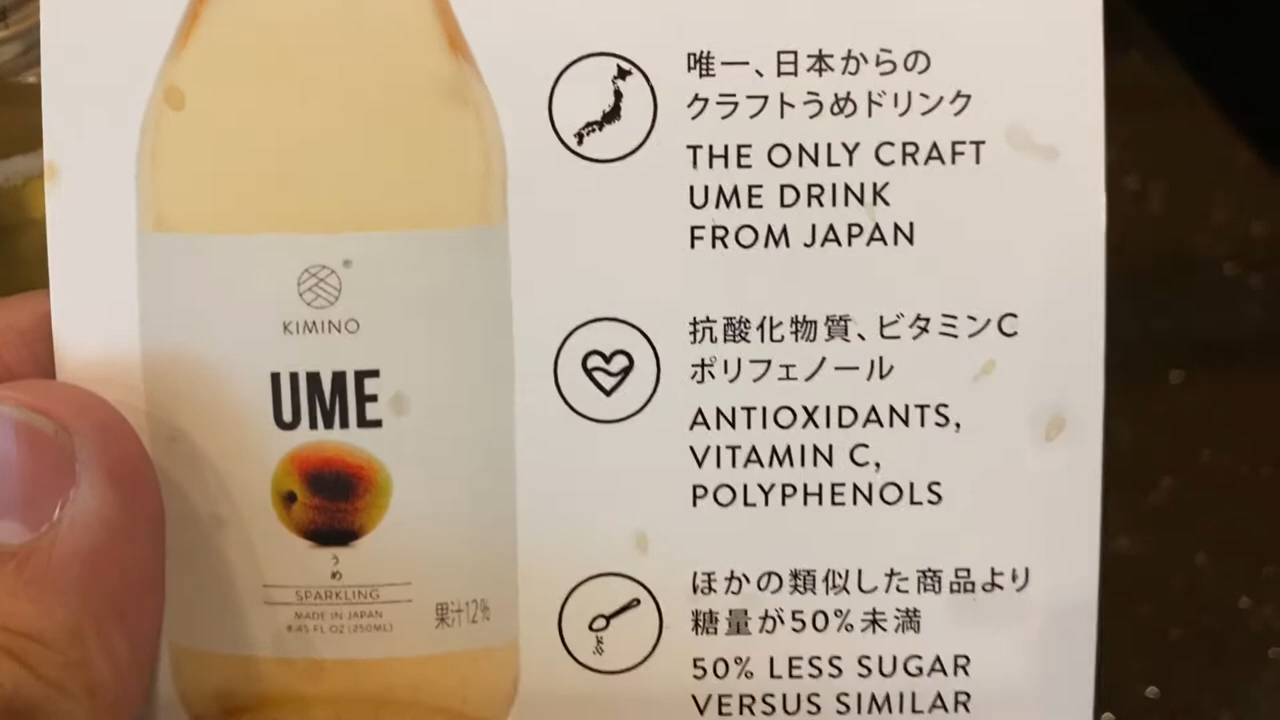 KIMINO
UME
うめ
SPARKLING
MADE IN JAPAN
8.45 FL OZ (250ML)
果汁12%
唯一、日本からの
クラフトうめドリンク
THE ONLY CRAFT
UME DRINK
FROM JAPAN
抗酸化物質、ビタミンC
ポリフェノール
ANTIOXIDANTS,
VITAMIN C,
POLYPHENOLS
ほかの類似した商品より
糖量が50%未満
50% LESS SUGAR
VERSUS SIMILAR